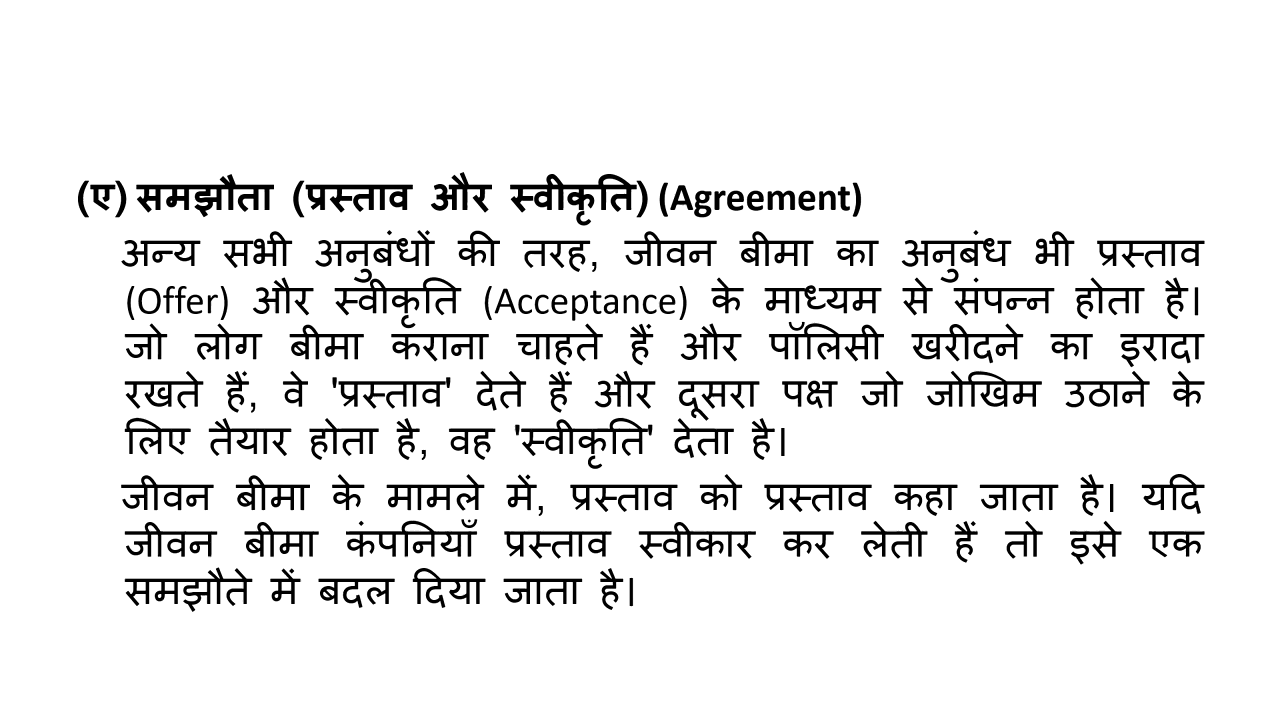 (ए) समझौता (प्रस्ताव और स्वीकृति) (Agreement)
अन्य सभी अनुबंधों की तरह, जीवन बीमा का अनुबंध भी प्रस्ताव
(Offer) और स्वीकृति (Acceptance) के माध्यम से संपन्न होता है।
जो लोग बीमा कराना चाहते हैं और पॉलिसी खरीदने का इरादा
रखते हैं, वे 'प्रस्ताव' देते हैं और दूसरा पक्ष जो जोखिम उठाने के
लिए तैयार होता है, वह 'स्वीकृति' देता है।
जीवन बीमा के मामले में, प्रस्ताव को प्रस्ताव कहा जाता है। यदि
जीवन बीमा कंपनियाँ प्रस्ताव स्वीकार कर लेती हैं तो इसे एक
समझौते में बदल दिया जाता है।